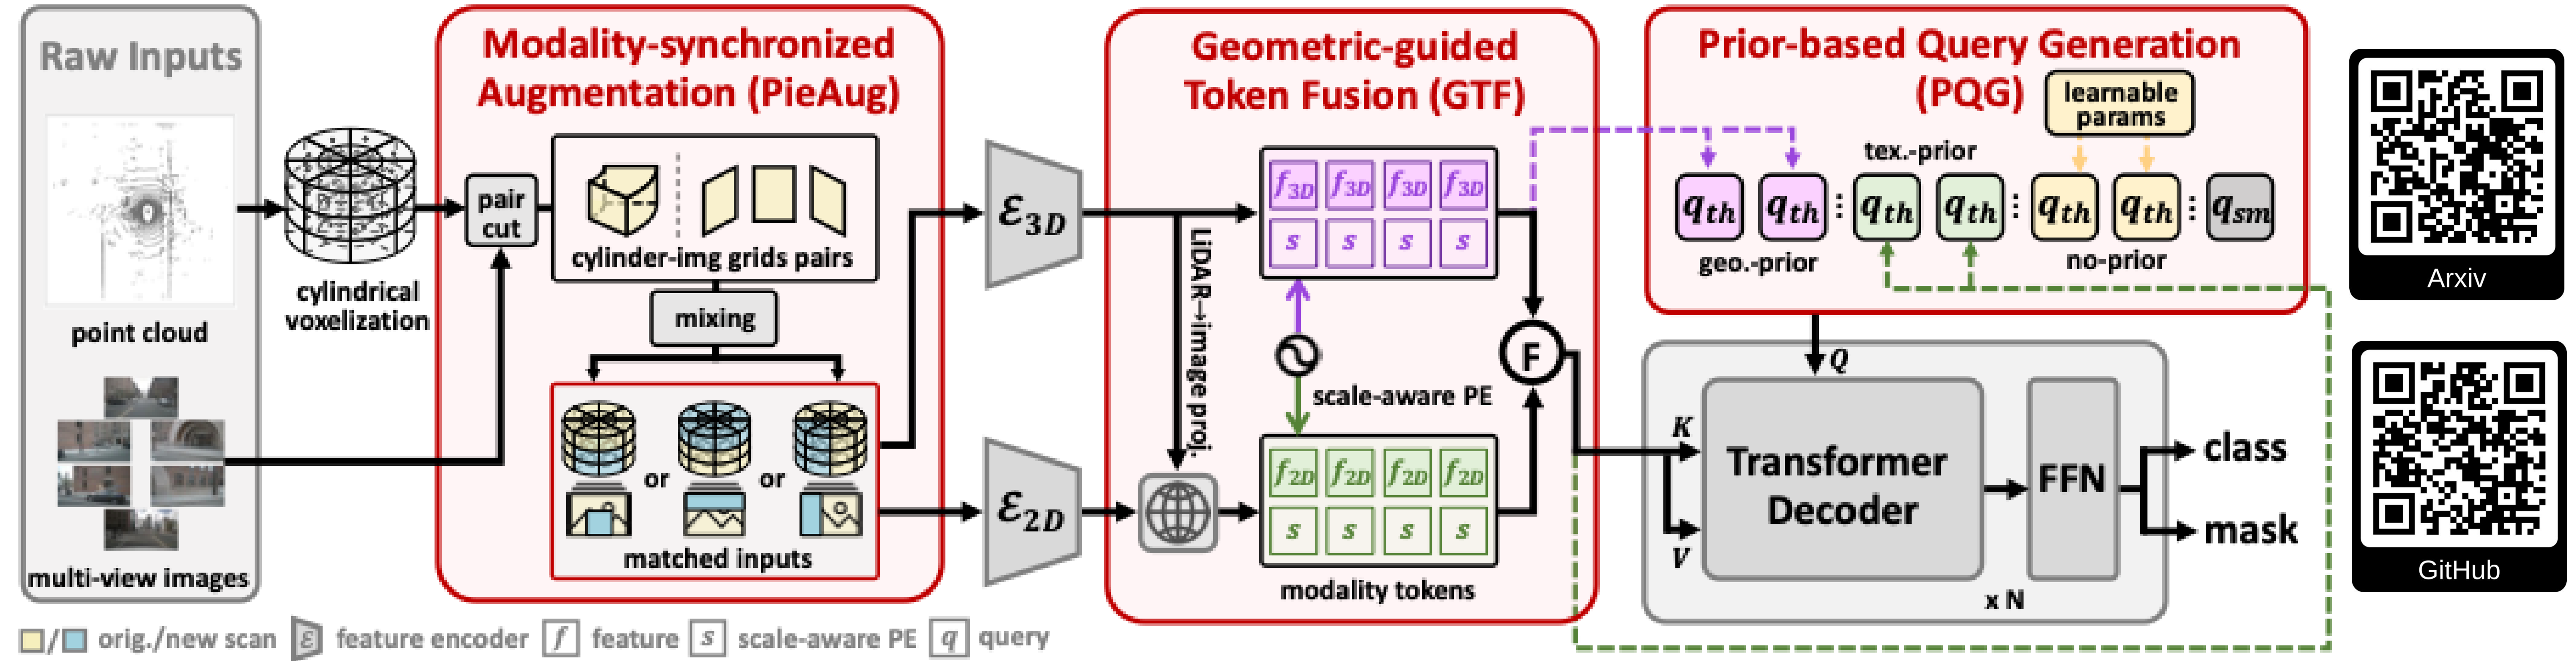 Raw Inputs
point cloud
multi-view images
cylindrical
voxelization
Modality-synchronized
Augmentation (PieAug)
pair
cut
cylinder-img grids pairs
mixing
or
or
matched inputs
ℰ3D
ℰ2D
Geometric-guided
Token Fusion (GTF)
LiDAR→image proj.
f3D f3D f3D f3D
s s s s
scale-aware PE
F
f2D f2D f2D f2D
s s s s
modality tokens
Prior-based Query Generation
(PQG)
learnable
params
tex.-prior
qth qth qth qth qth qth qsm
geo.-prior
no-prior
Q
K
V
Transformer
Decoder
FFN
x N
class
mask
Arxiv
GitHub
/ orig./new scan ℰ feature encoder f feature s scale-aware PE q query